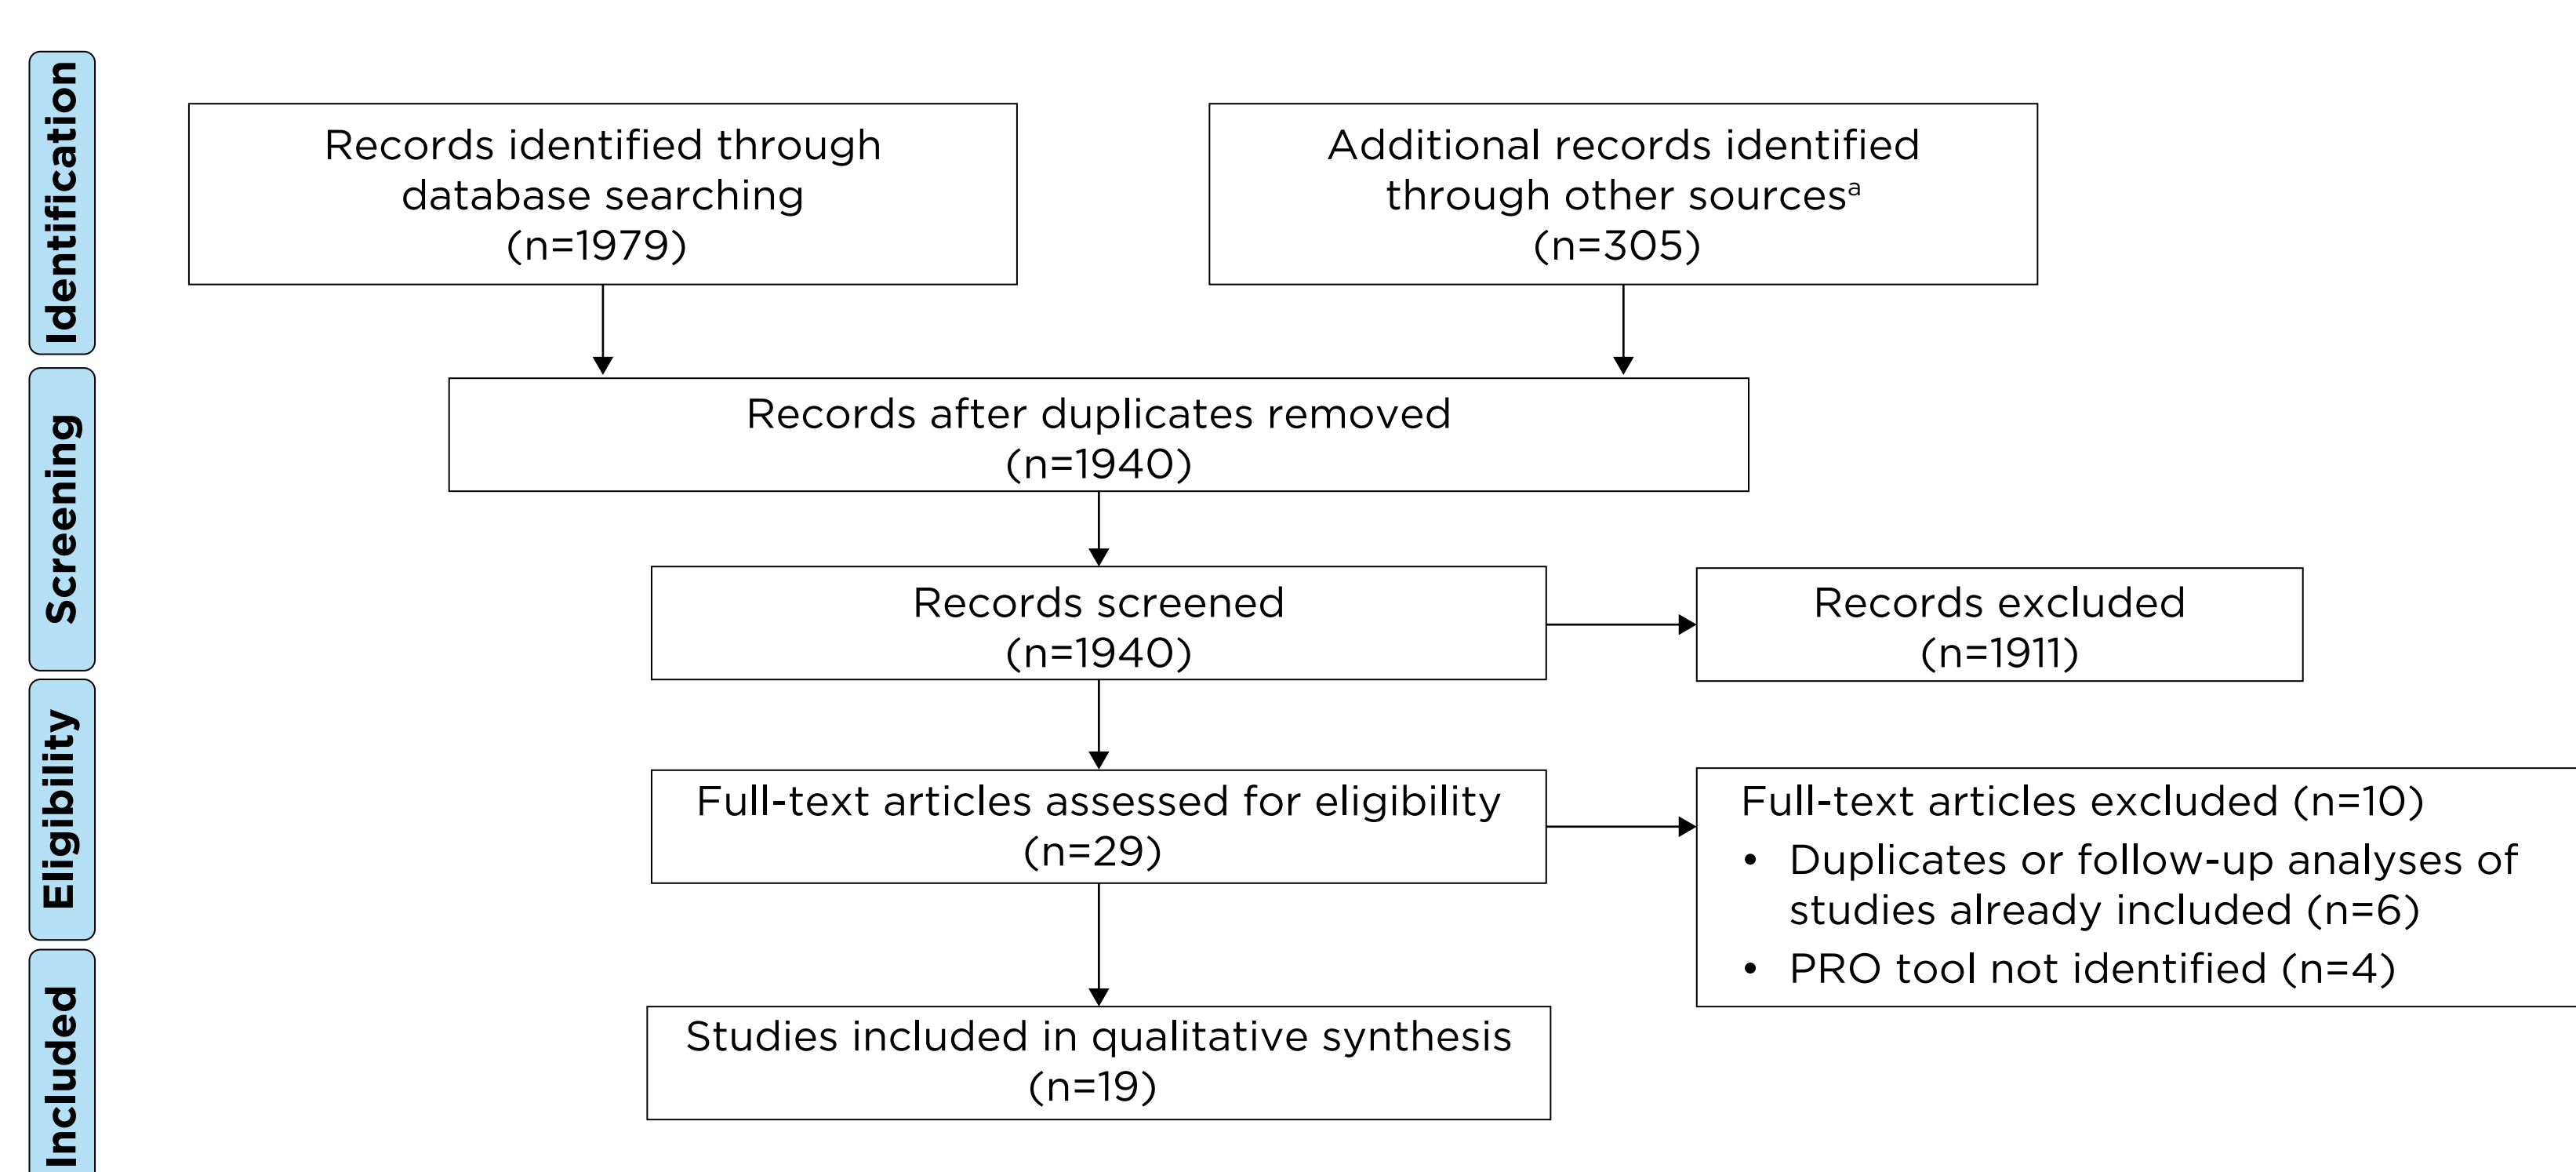 Identification
Records identified through
database searching
(n=1979)
Additional records identified
through other sourcesª
(n=305)
Screening
Records after duplicates removed
(n=1940)
Records screened
(n=1940)
Records excluded
(n=1911)
Eligibility
Full-text articles assessed for eligibility
(n=29)
Full-text articles excluded (n=10)
• Duplicates or follow-up analyses of
studies already included (n=6)
• PRO tool not identified (n=4)
Included
Studies included in qualitative synthesis
(n=19)